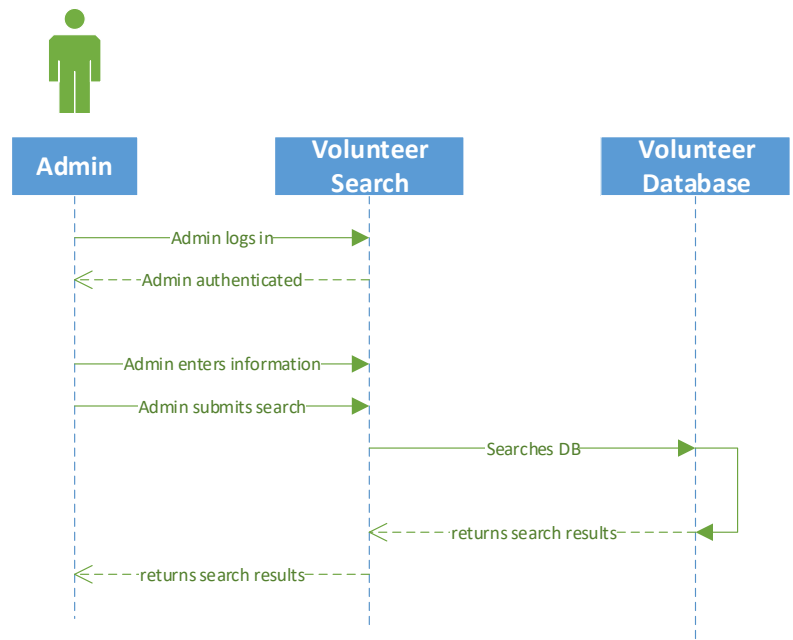 Admin
Volunteer
Search
Volunteer
Database
Admin logs in
Admin authenticated
Admin enters information
Admin submits search
Searches DB
returns search results
returns search results